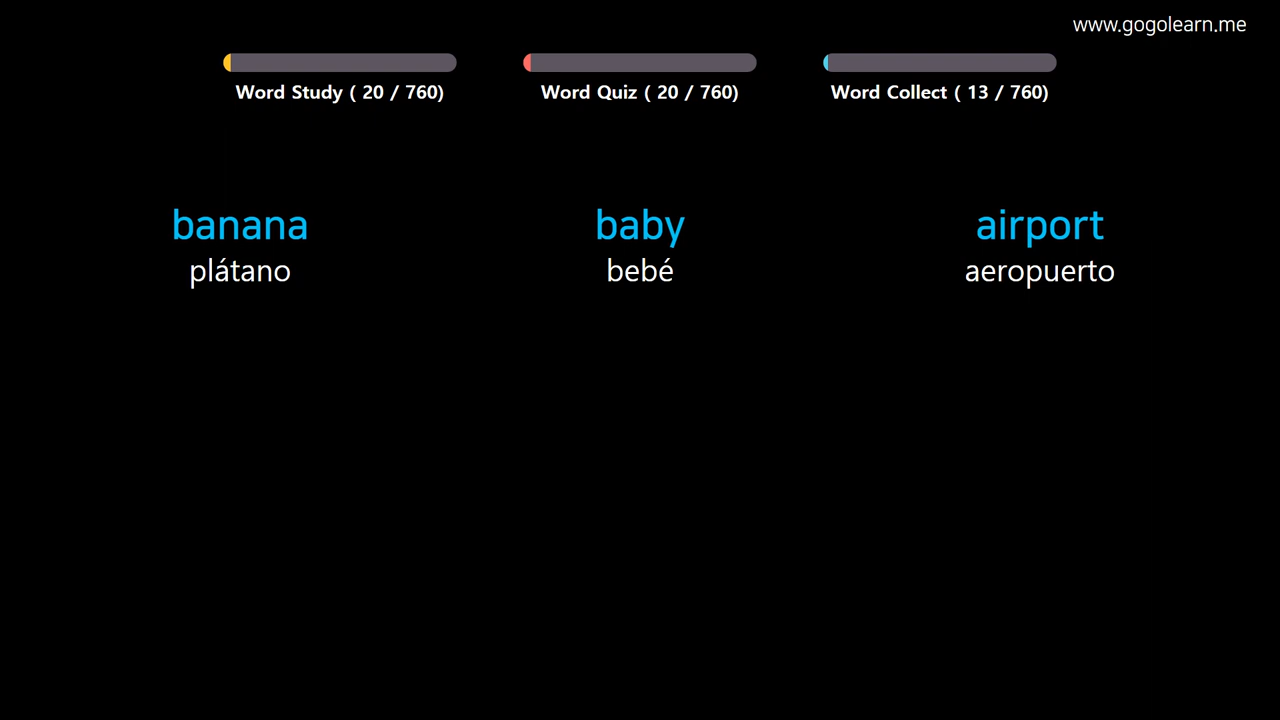 www.gogolearn.me
Word Study ( 20 / 760)
Word Quiz ( 20 / 760)
Word Collect ( 13 / 760)
banana
plátano
baby
bebé
airport
aeropuerto